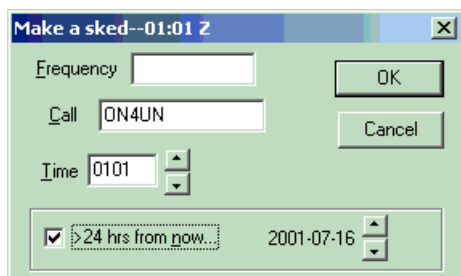 Make a sked--01:01 Z
Frequency
OK
Call ON4UN
Cancel
Time 0101
>24 hrs from now... 2001-07-16